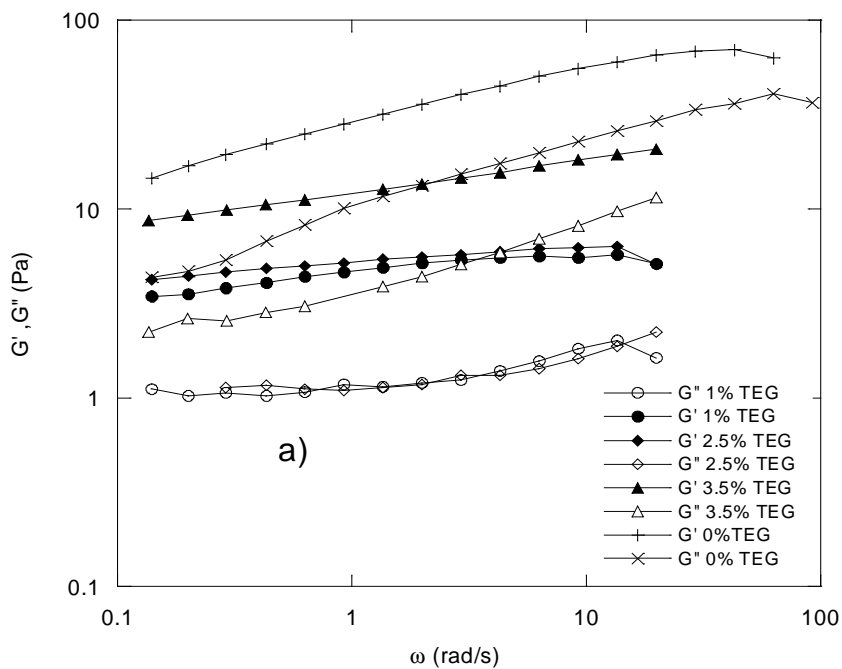 100
10
1
0.1
G' , G" (Pa)
a)
G" 1% TEG
G' 1% TEG
G' 2.5% TEG
G" 2.5% TEG
G' 3.5% TEG
G" 3.5% TEG
G' 0%TEG
G" 0% TEG
0.1 1 10 100
ω (rad/s)